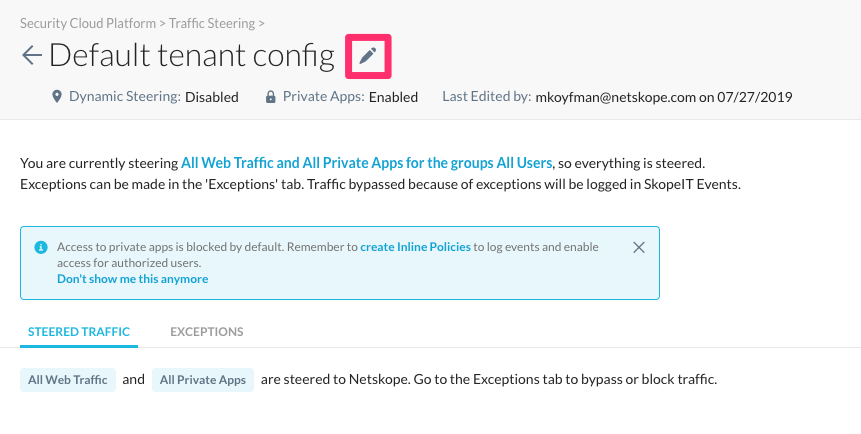 Security Cloud Platform > Traffic Steering >
Default tenant config
Dynamic Steering: Disabled Private Apps: Enabled Last Edited by: mkoyfman@netskope.com on 07/27/2019
You are currently steering All Web Traffic and All Private Apps for the groups All Users, so everything is steered.
Exceptions can be made in the 'Exceptions' tab. Traffic bypassed because of exceptions will be logged in SkopeIT Events.
Access to private apps is blocked by default. Remember to create Inline Policies to log events and enable
access for authorized users.
Don't show me this anymore
STEERED TRAFFIC EXCEPTIONS
All Web Traffic and All Private Apps are steered to Netskope. Go to the Exceptions tab to bypass or block traffic.